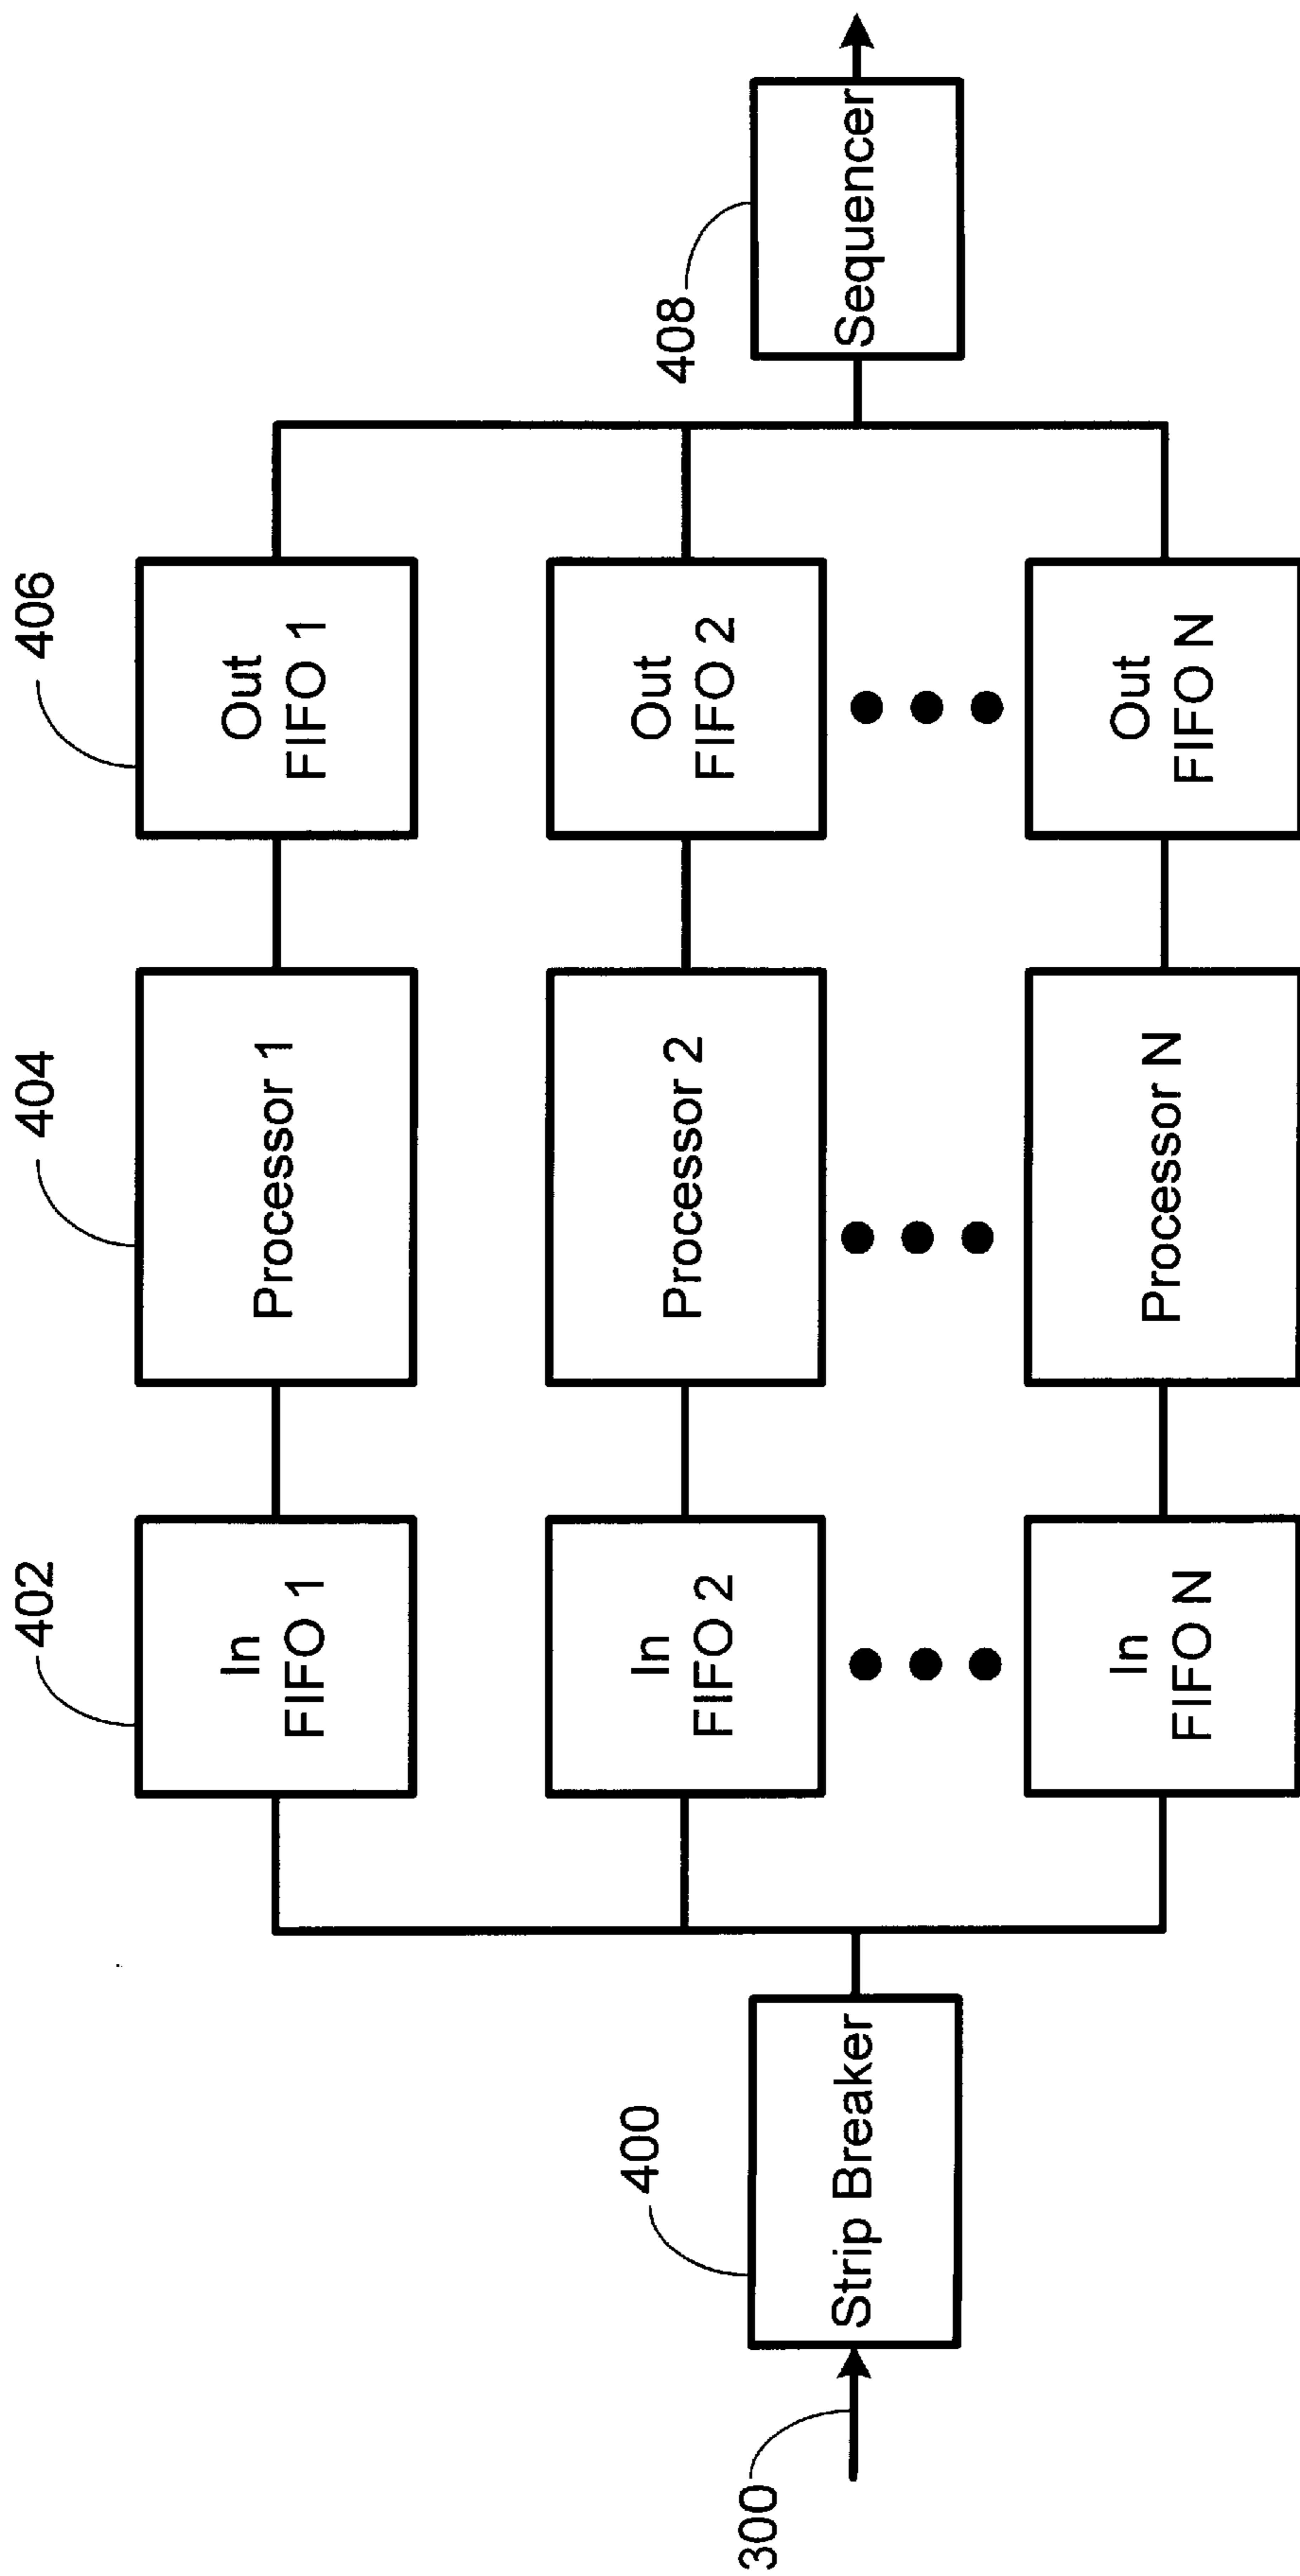 402
404
406
In
FIFO 1
Processor 1
Out
FIFO 1
400
408
In
FIFO 2
Processor 2
Out
FIFO 2
300
Strip Breaker
Sequencer
In
FIFO N
Processor N
Out
FIFO N